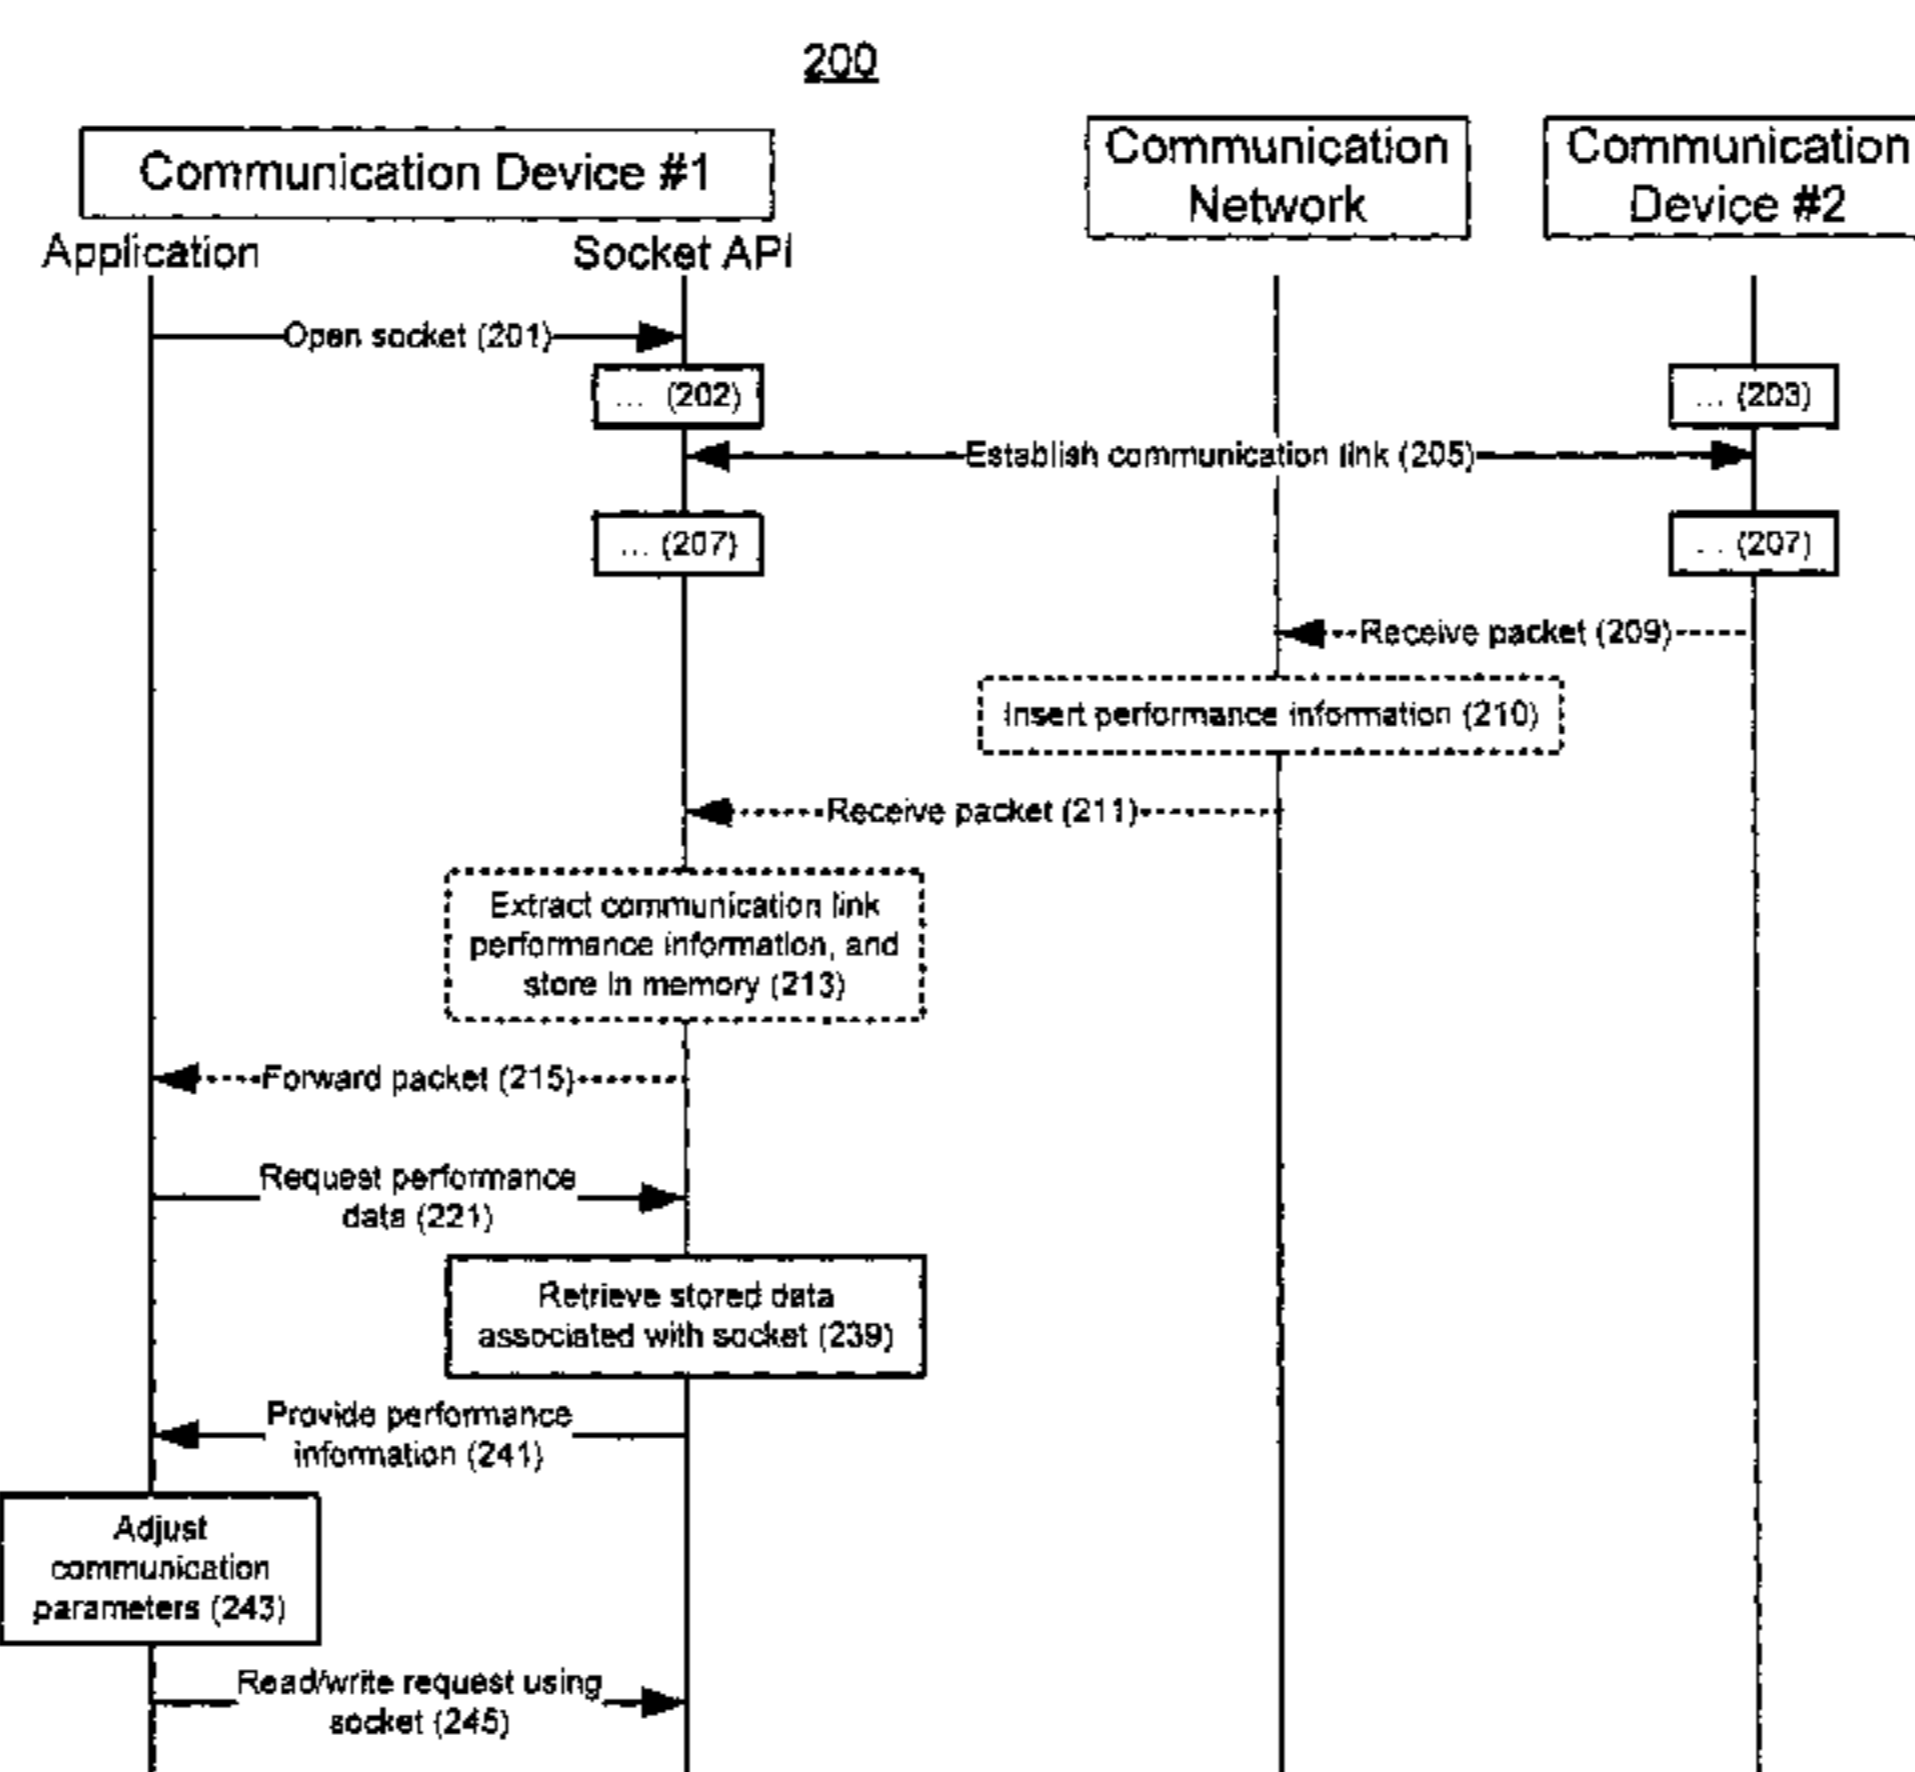 200
Communication Device #1
Communication
Network
Communication
Device #2
Application
Socket API
Open socket (201)
... (202)
... (203)
Establish communication link (205)
... (207)
... (207)
Receive packet (209)
Insert performance information (210)
Receive packet (211)
Extract communication link
performance information, and
store in memory (213)
Forward packet (215)
Request performance
data (221)
Retrieve stored data
associated with socket (239)
Provide performance
information (241)
Adjust
communication
parameters (243)
Read/write request using
socket (245)